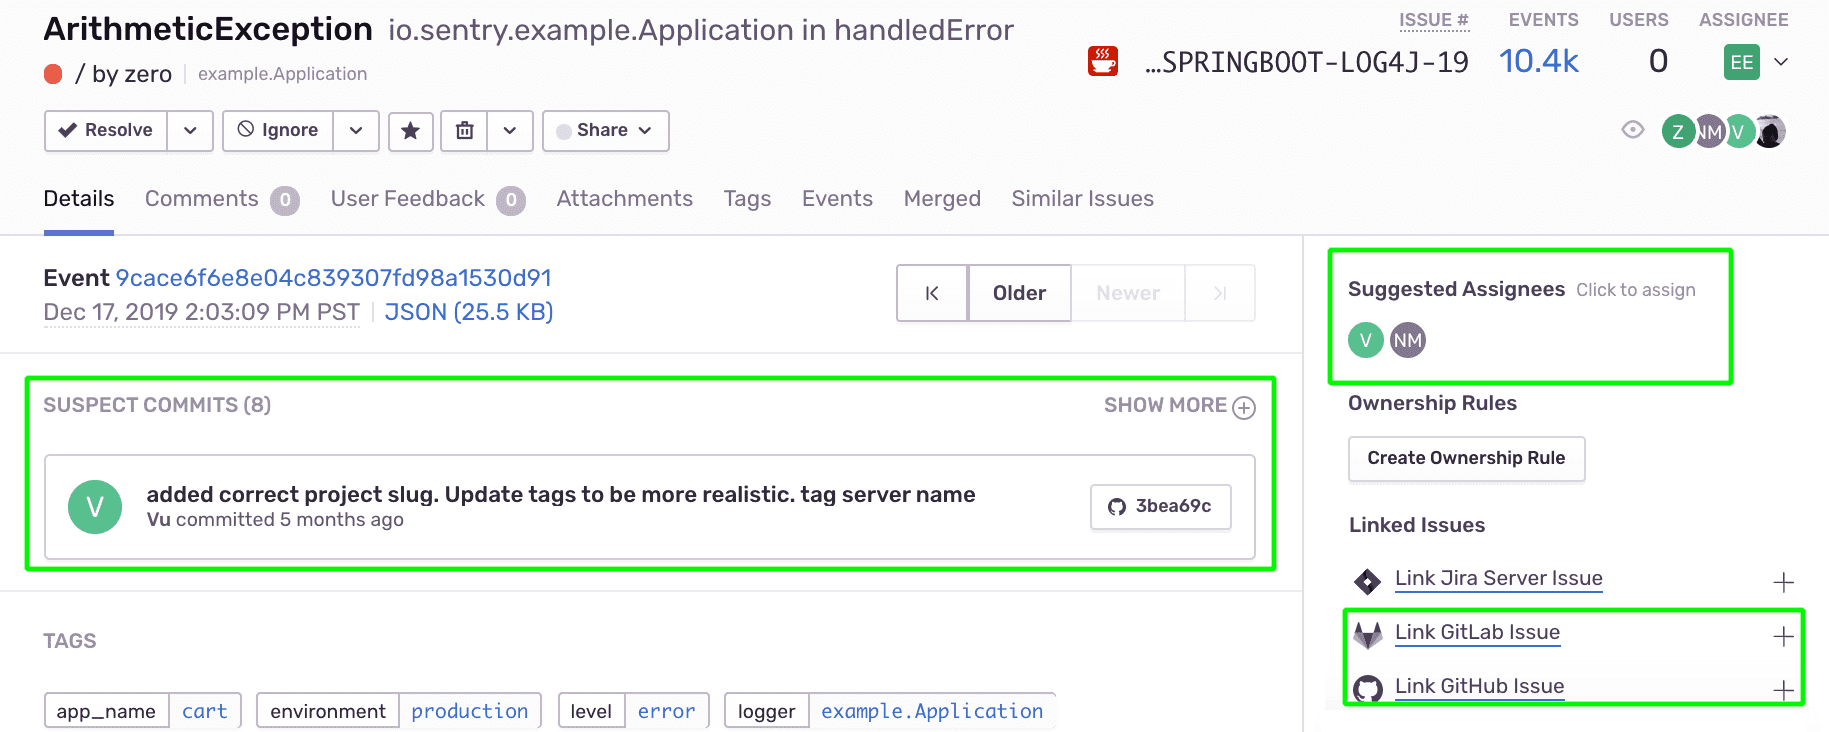 ArithmeticException io.sentry.example.Application in handledError
/ by zero example.Application
ISSUE # EVENTS USERS ASSIGNEE
...SPRINGBOOT-LOG4J-19 10.4k 0 EE
Resolve Ignore Share
Z NM V
Details Comments 0 User Feedback 0 Attachments Tags Events Merged Similar Issues
Event 9cace6f6e8e04c839307fd98a1530d91
Dec 17, 2019 2:03:09 PM PST JSON (25.5 KB)
Older Newer
SUSPECT COMMITS (8) SHOW MORE
V
added correct project slug. Update tags to be more realistic. tag server name
Vu committed 5 months ago
3bea69c
TAGS
app_name cart environment production level error logger example.Application
Suggested Assignees Click to assign
V NM
Ownership Rules
Create Ownership Rule
Linked Issues
Link Jira Server Issue
Link GitLab Issue
Link GitHub Issue